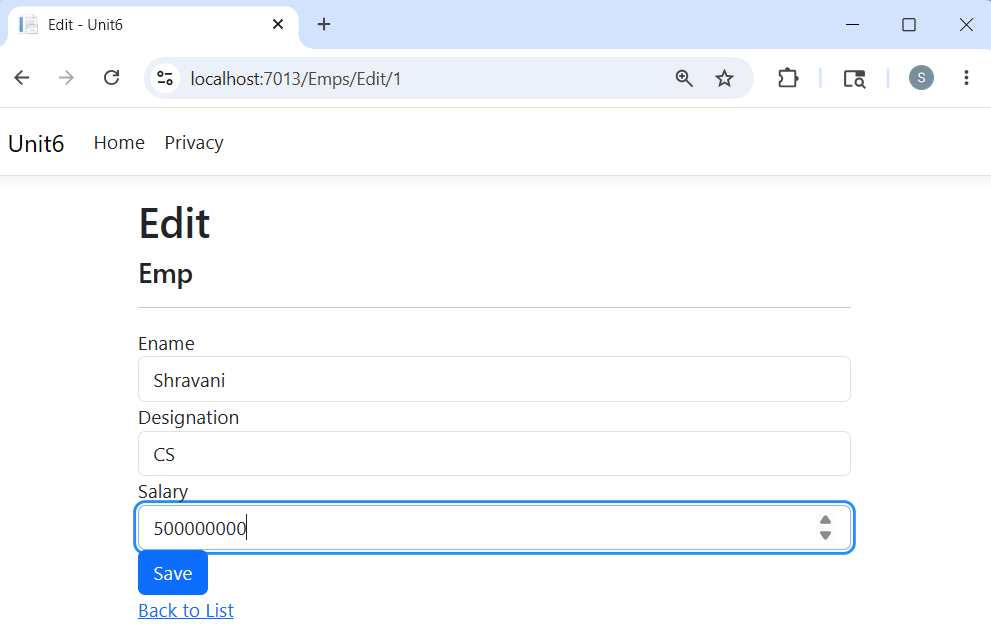 Edit - Unit6
localhost:7013/Emps/Edit/1
S
Unit6 Home Privacy
Edit
Emp
Ename
Shravani
Designation
CS
Salary
500000000
Save
Back to List